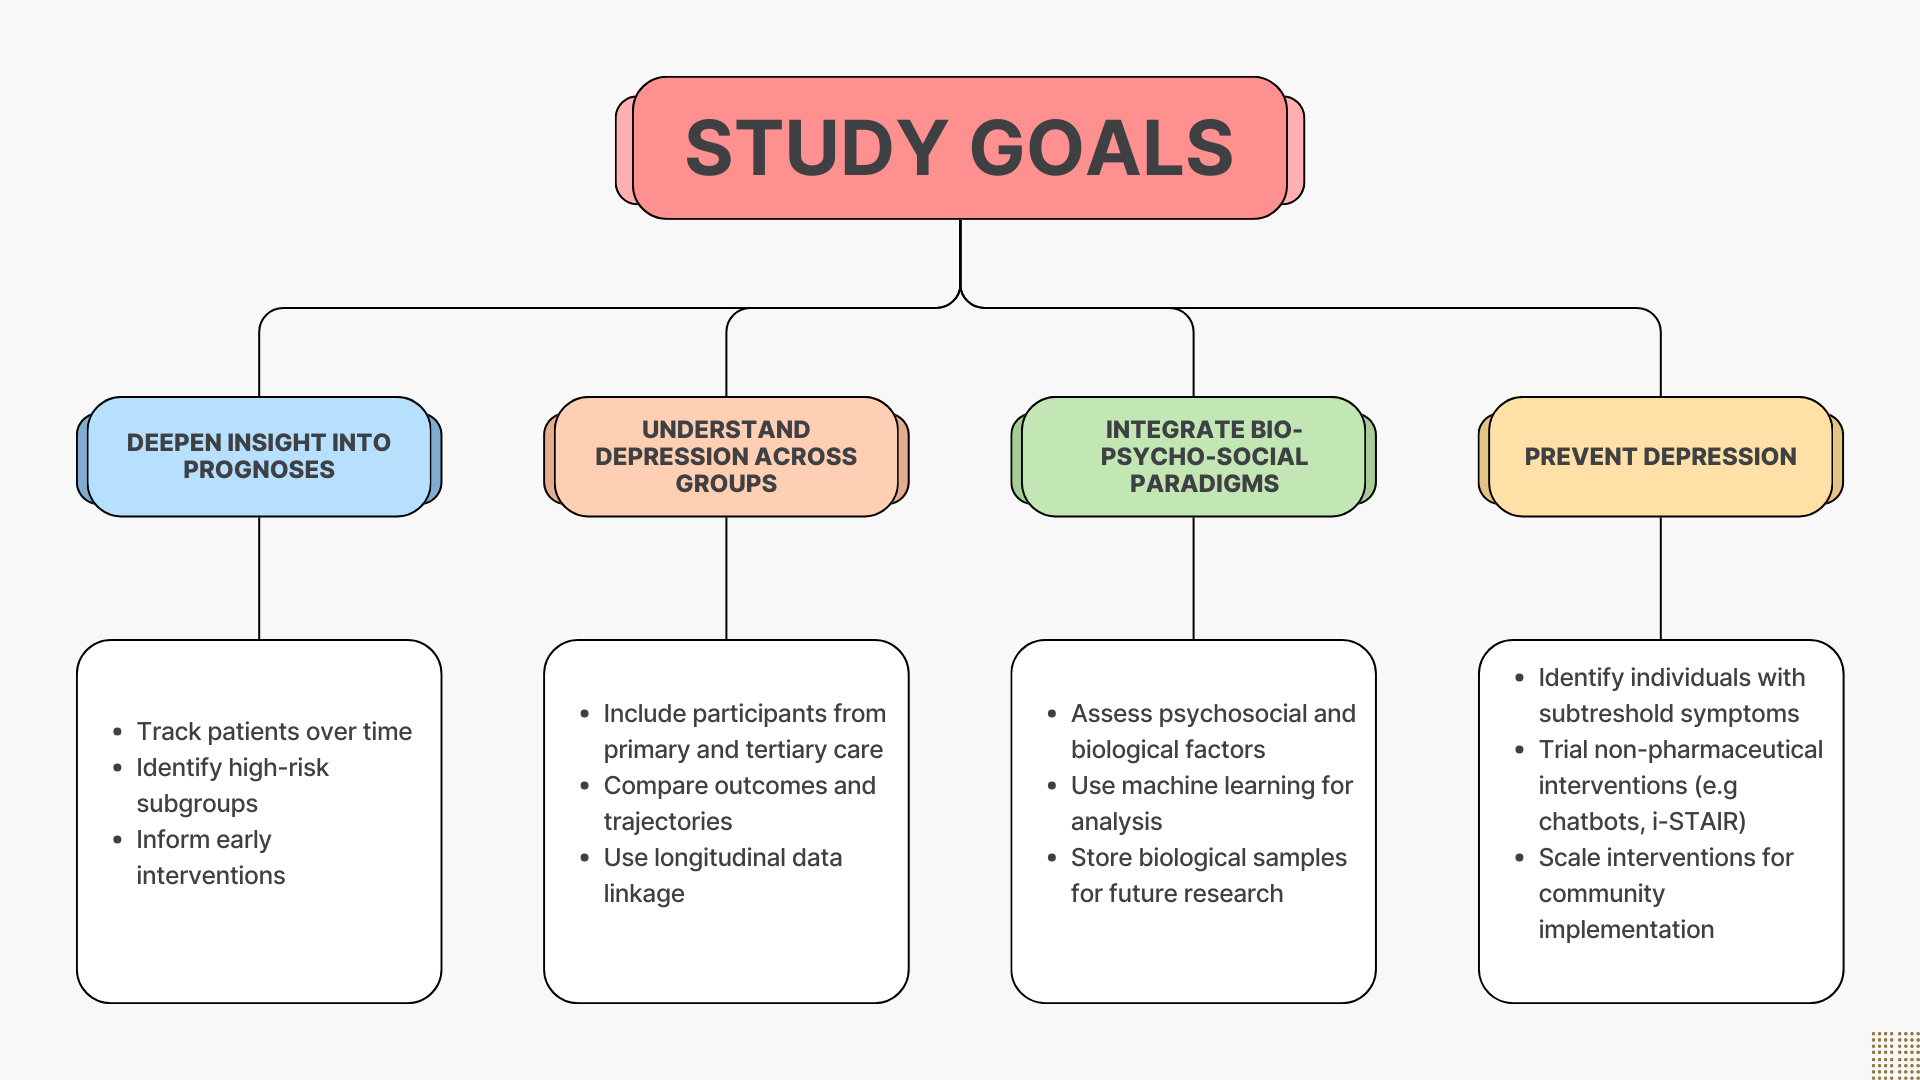 STUDY GOALS
DEEPEN INSIGHT INTO
PROGNOSES
UNDERSTAND
DEPRESSION ACROSS
GROUPS
INTEGRATE BIO-
PSYCHO-SOCIAL
PARADIGMS
PREVENT DEPRESSION
• Track patients over time
• Identify high-risk
subgroups
• Inform early
interventions
• Include participants from
primary and tertiary care
• Compare outcomes and
trajectories
• Use longitudinal data
linkage
• Assess psychosocial and
biological factors
• Use machine learning for
analysis
• Store biological samples
for future research
• Identify individuals with
subtreshold symptoms
• Trial non-pharmaceutical
interventions (e.g
chatbots, i-STAIR)
• Scale interventions for
community
implementation